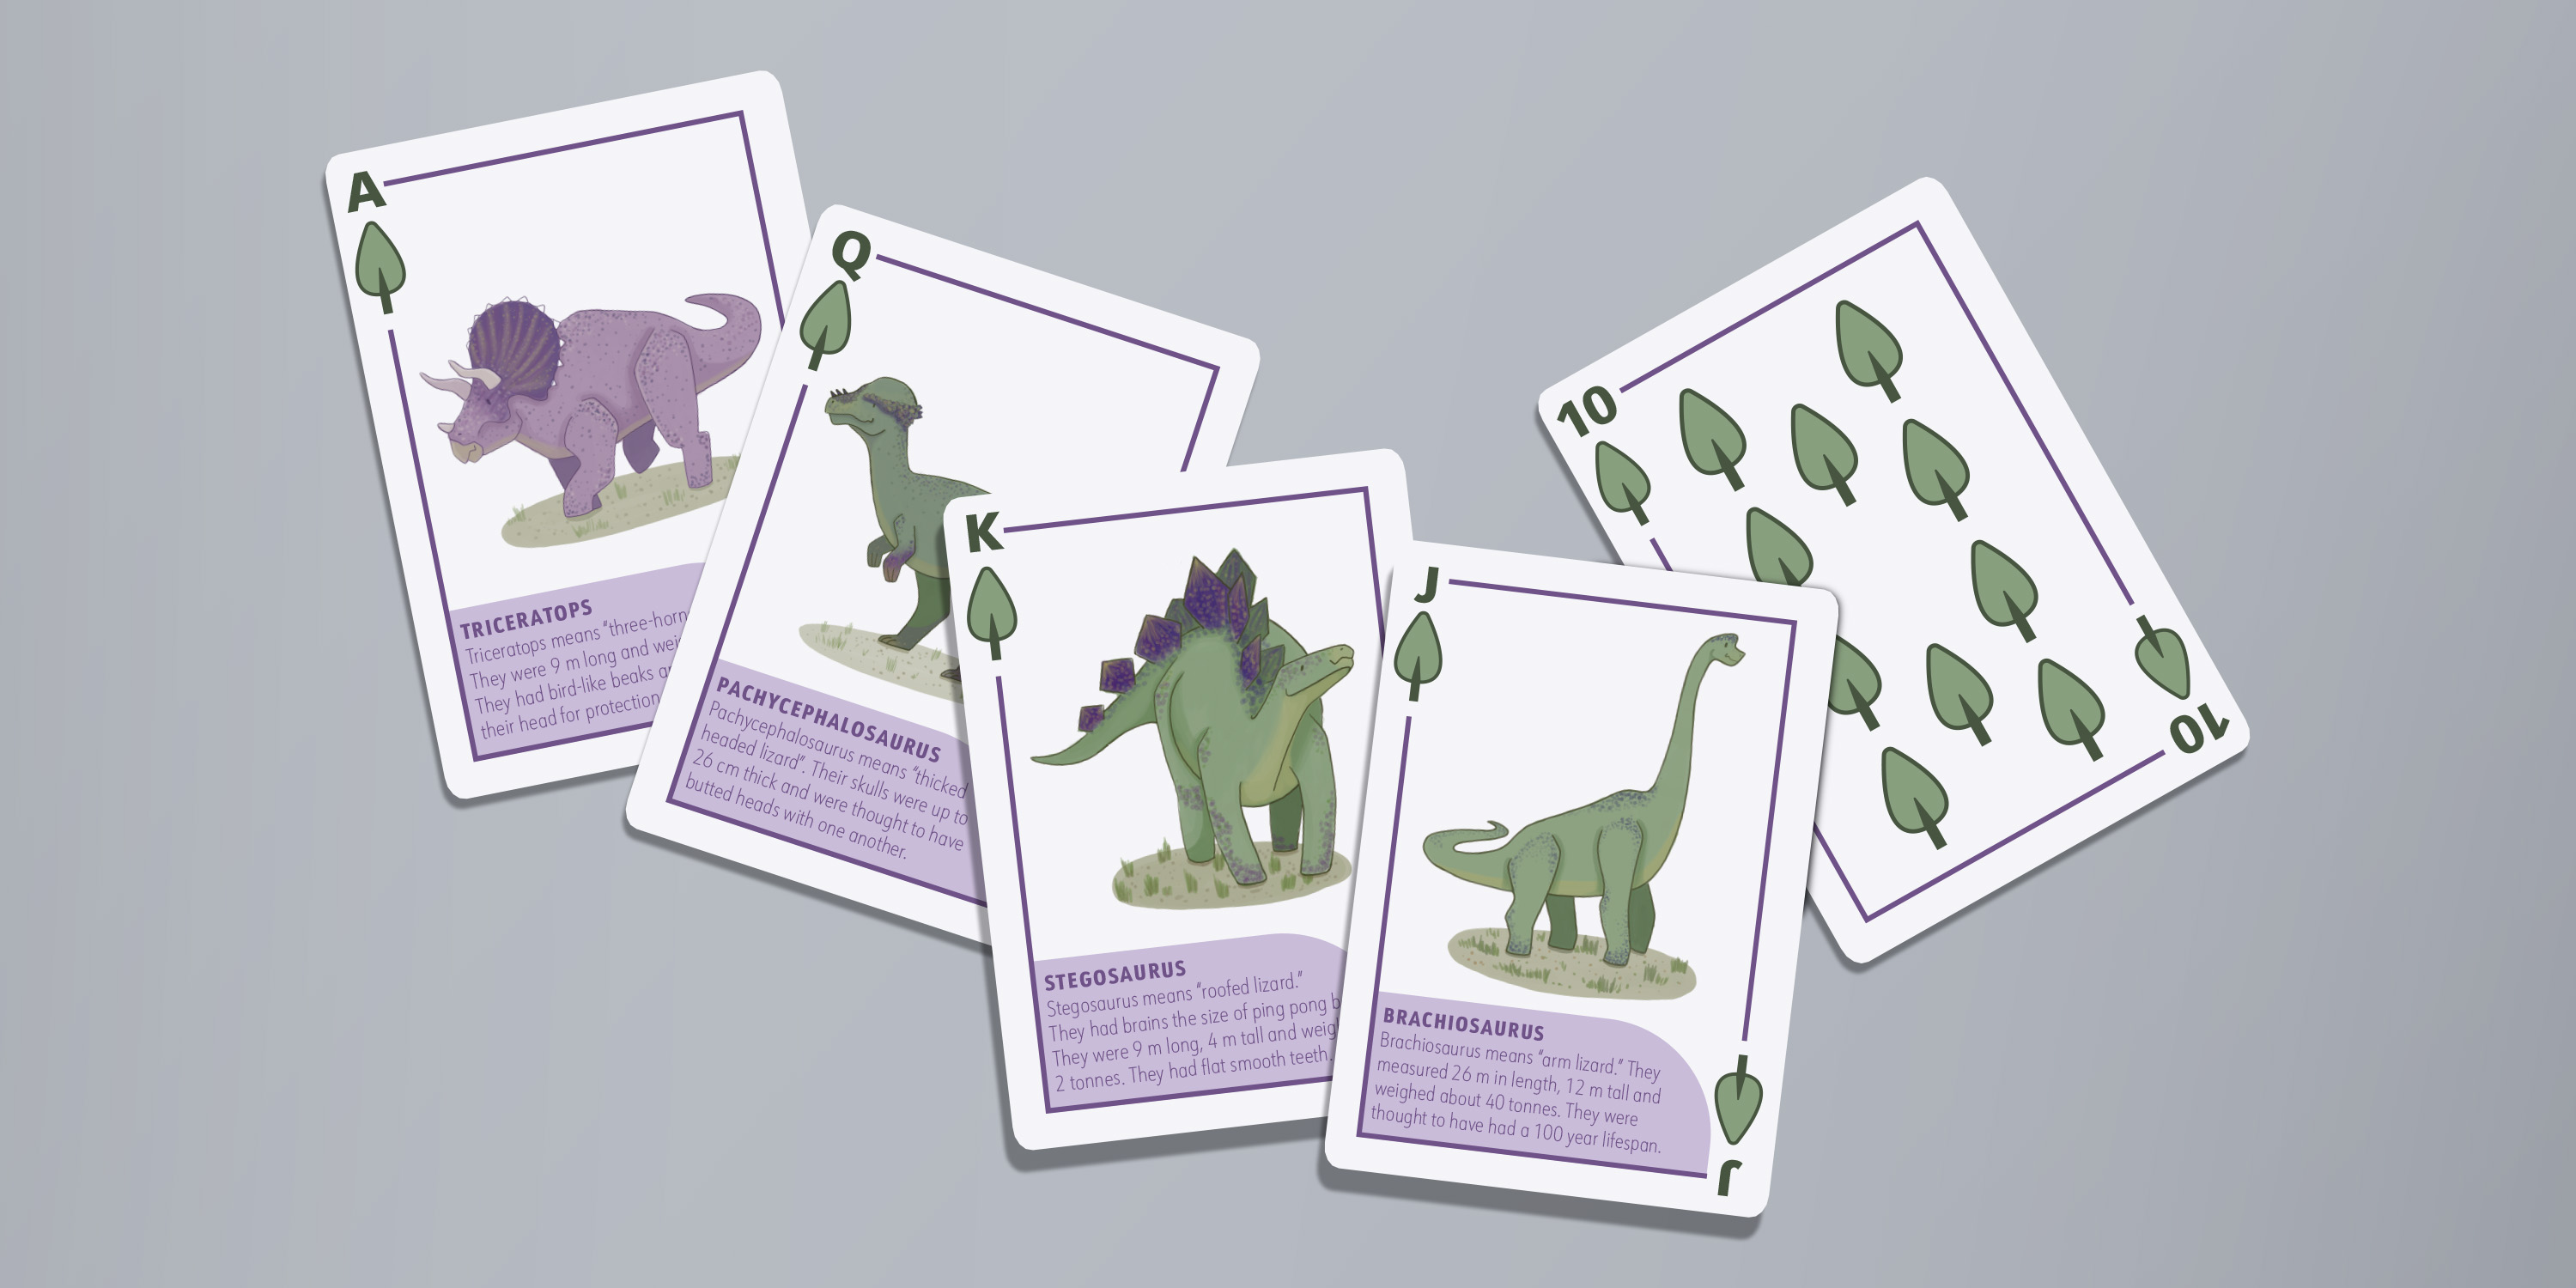 A
TRICERATOPS
Triceratops means "three-horn
They were 9 m long and wei
They had bird-like beaks a
their head for protection
Q
PACHYCEPHALOSAURUS
Pachycephalosaurus means "thicked
headed lizard". Their skulls were up to
26 cm thick and were thought to have
butted heads with one another.
K
STEGOSAURUS
Stegosaurus means "roofed lizard."
They had brains the size of ping pong b
They were 9 m long, 4 m tall and weigh
2 tonnes. They had flat smooth teeth.
J
BRACHIOSAURUS
Brachiosaurus means "arm lizard." They
measured 26 m in length, 12 m tall and
weighed about 40 tonnes. They were
thought to have had a 100 year lifespan.
J
10
10